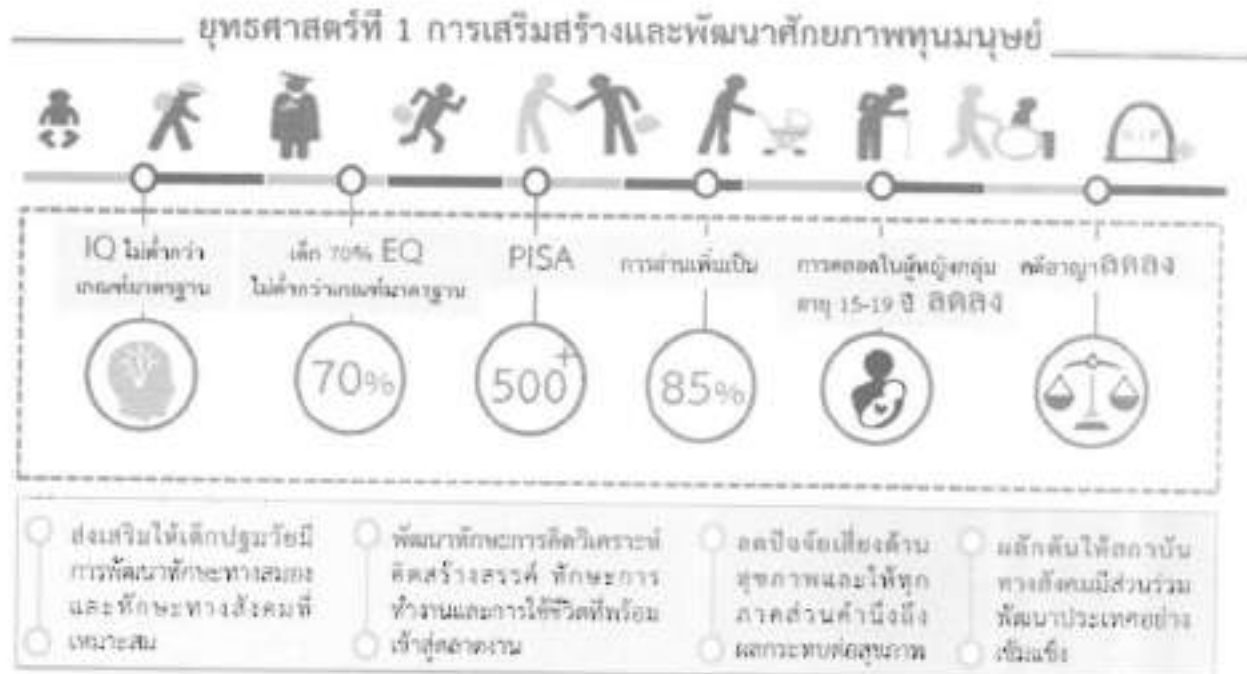 ยุทธศาสตร์ที่ 1 การเสริมสร้างและพัฒนาศักยภาพทุนมนุษย์
R.I.P
IQ ไม่ต่ำกว่า
เกณฑ์มาตรฐาน
เด็ก 70% EQ
ไม่ต่ำกว่าเกณฑ์มาตรฐาน
PISA
การอ่านเพิ่มเป็น
การคลอดในผู้หญิงกลุ่ม
อายุ 15-19 ปี ลดลง
คดีอาญาลดลง
70%
500+
85%
ส่งเสริมให้เด็กปฐมวัยมี
การพัฒนาทักษะทางสมอง
และทักษะทางสังคมที่
เหมาะสม
พัฒนาทักษะการคิดวิเคราะห์
คิดสร้างสรรค์ ทักษะการ
ทำงานและการใช้ชีวิตที่พร้อม
เข้าสู่ตลาดงาน
ลดปัจจัยเสี่ยงด้าน
สุขภาพและให้ทุก
ภาคส่วนคำนึงถึง
ผลกระทบต่อสุขภาพ
ผลักดันให้สถาบัน
ทางสังคมมีส่วนร่วม
พัฒนาประเทศอย่าง
เข้มแข็ง